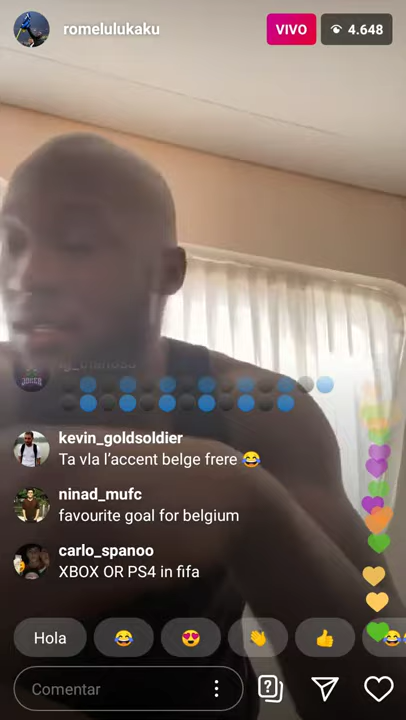 romelulukaku
VIVO
4.648
kevin_goldsoldier
Ta vla l'accent belge frere 😂
ninad_mufc
favourite goal for belgium
carlo_spanoo
XBOX OR PS4 in fifa
Hola
Comentar